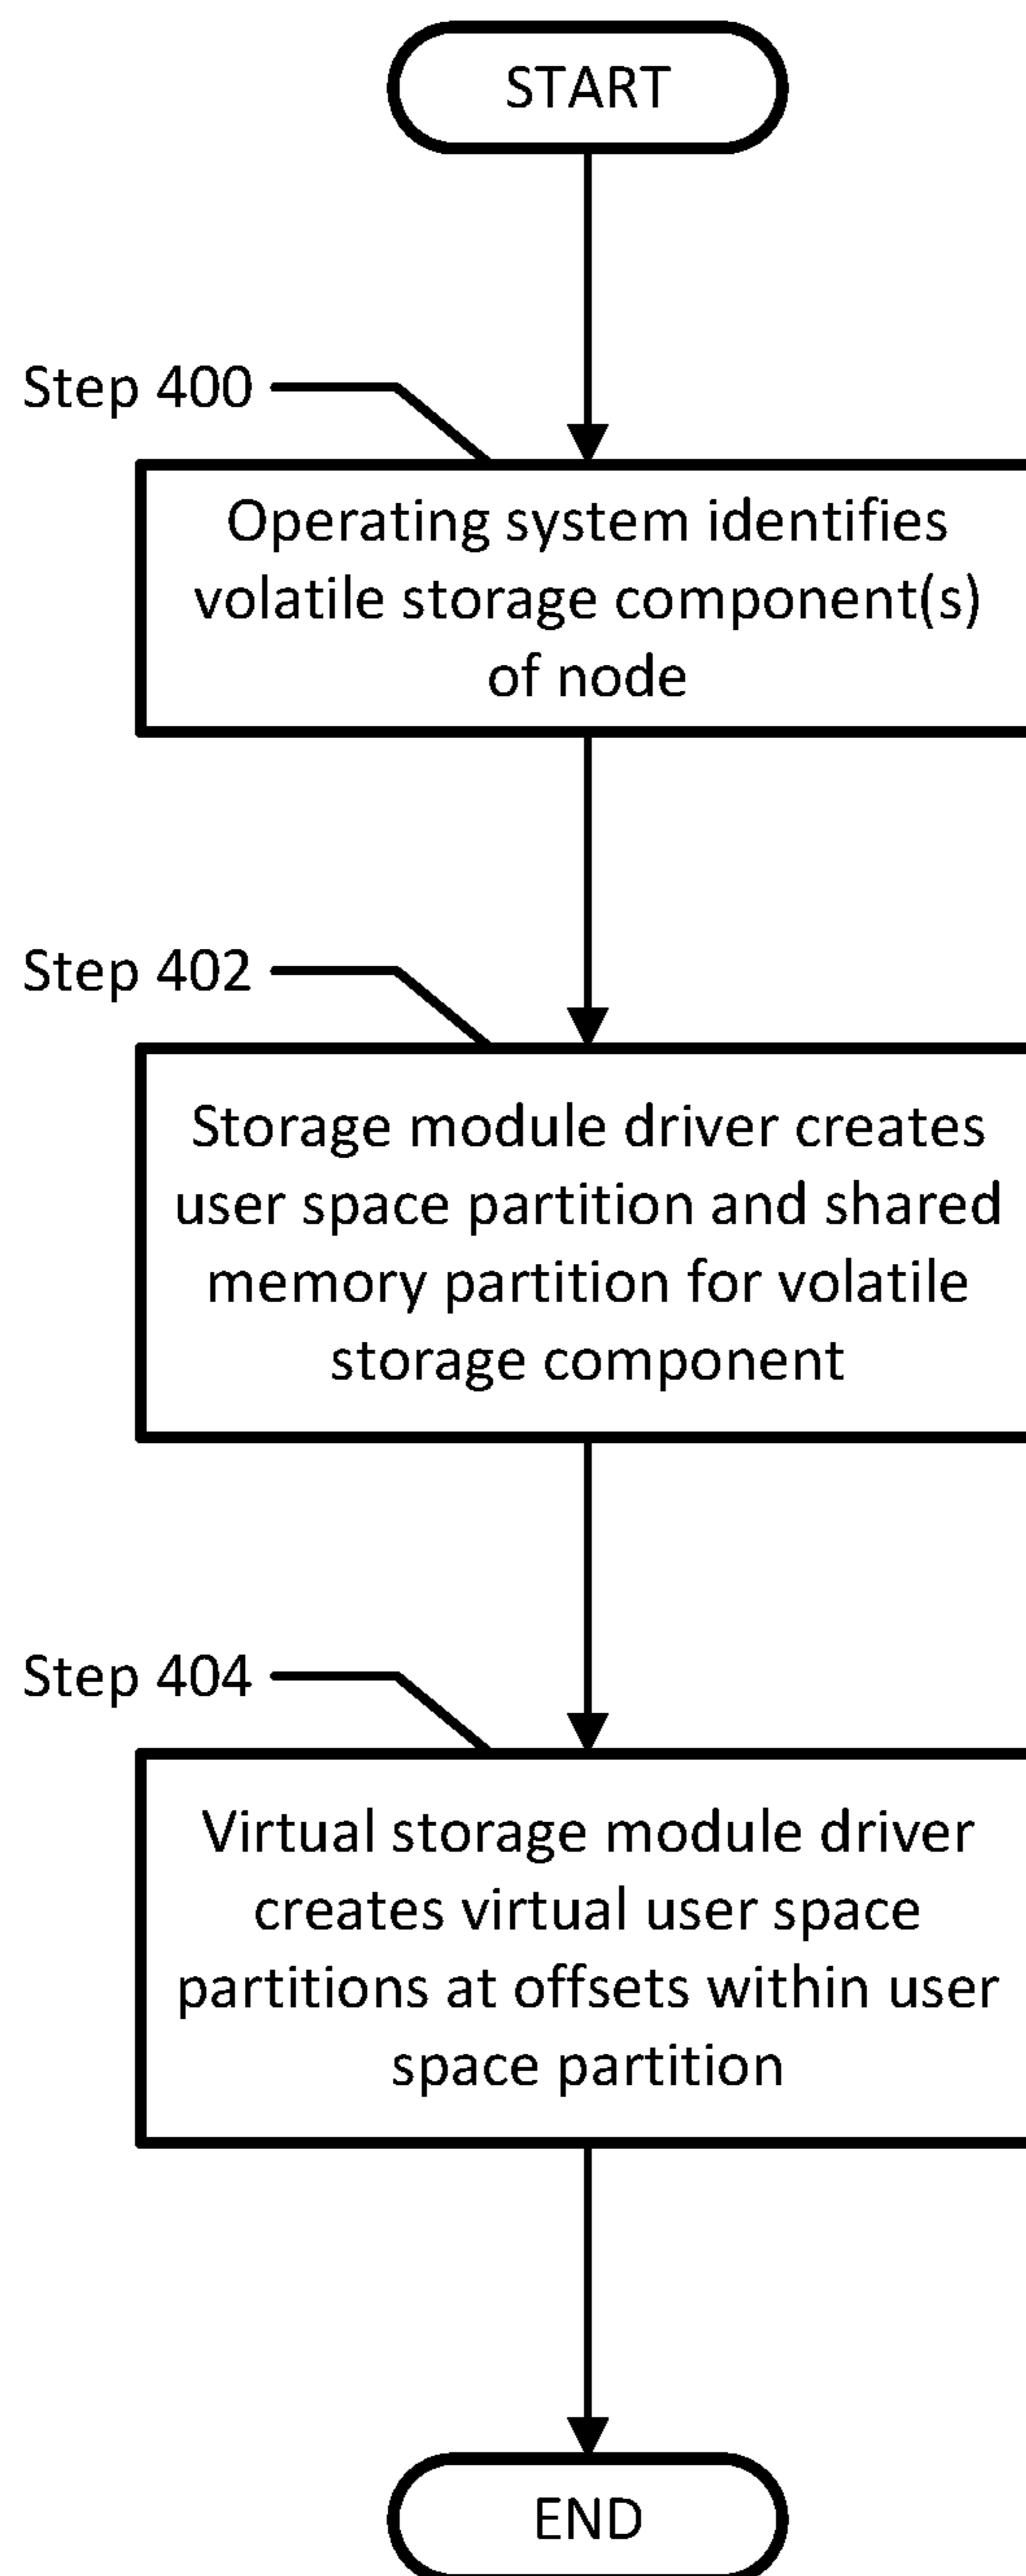 START
Step 400
Operating system identifies
volatile storage component(s)
of node
Step 402
Storage module driver creates
user space partition and shared
memory partition for volatile
storage component
Step 404
Virtual storage module driver
creates virtual user space
partitions at offsets within user
space partition
END